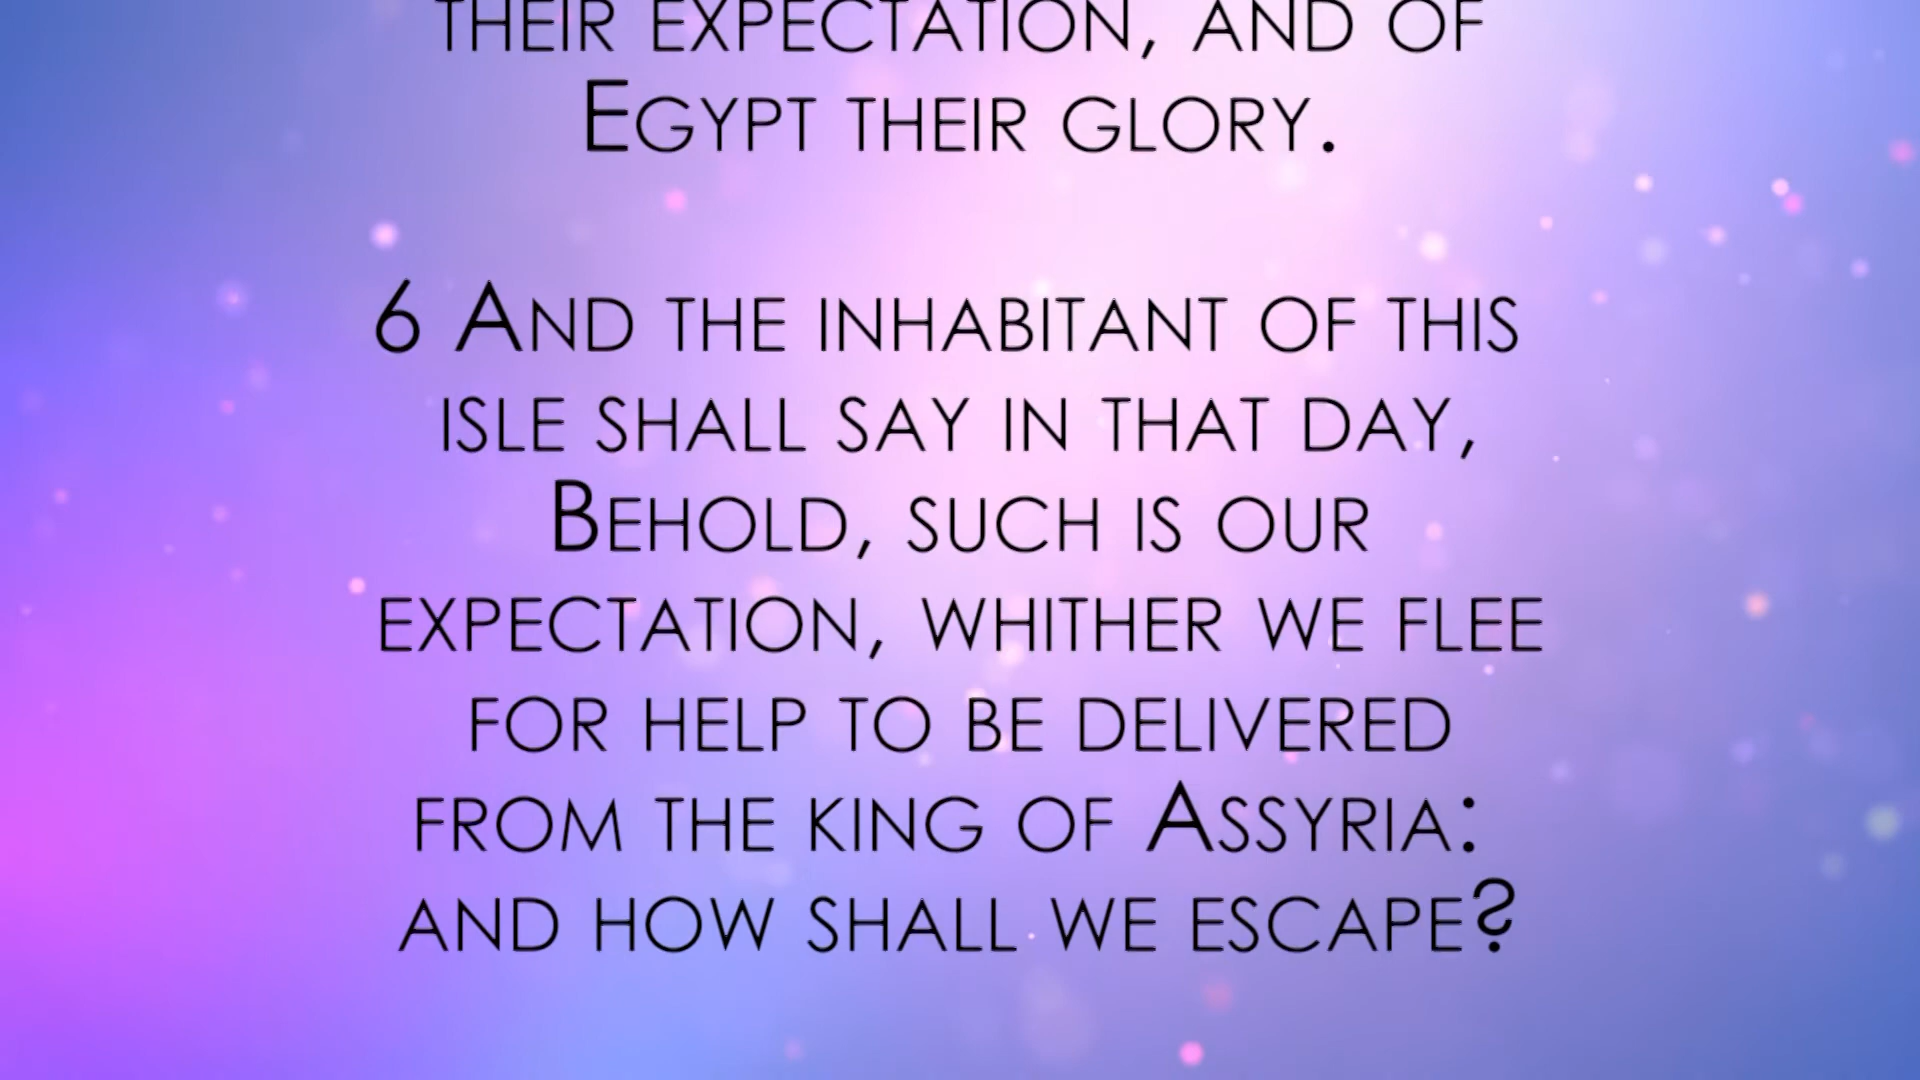 THEIR EXPECTATION, AND OF
EGYPT THEIR GLORY.
6 AND THE INHABITANT OF THIS
ISLE SHALL SAY IN THAT DAY,
BEHOLD, SUCH IS OUR
EXPECTATION, WHITHER WE FLEE
FOR HELP TO BE DELIVERED
FROM THE KING OF ASSYRIA:
AND HOW SHALL WE ESCAPE?